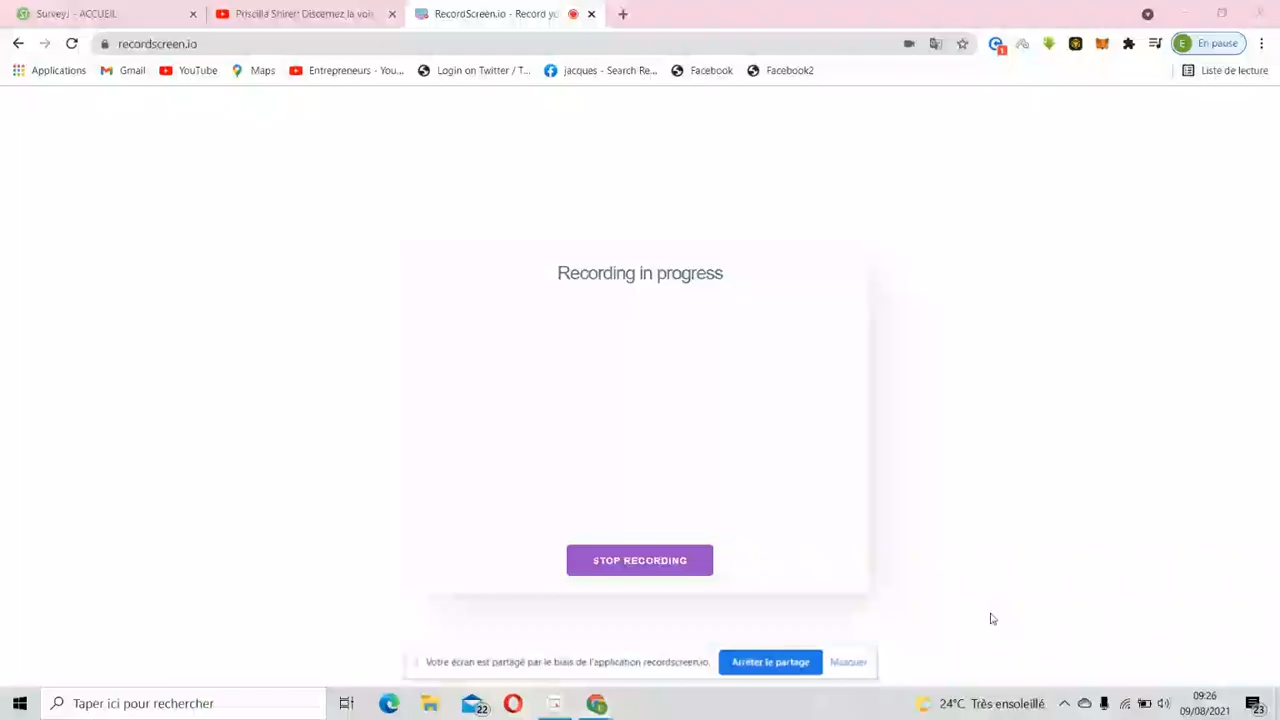 SurveyJ – ACCUEIL
Priscilla Shirer: Discernez la voix
RecordScreen.io - Record yo
recordscreen.io
E En pause
Applications
Gmail
YouTube
Maps
Entrepreneurs - You...
Login on Twitter / T...
jacques - Search Re...
Facebook
Facebook2
Liste de lecture
Recording in progress
STOP RECORDING
Votre écran est partagé par le biais de l'application recordscreen.io.
Arrêter le partage
Masquer
Taper ici pour rechercher
22
24°C Très ensoleillé
09:26
09/08/2021
23